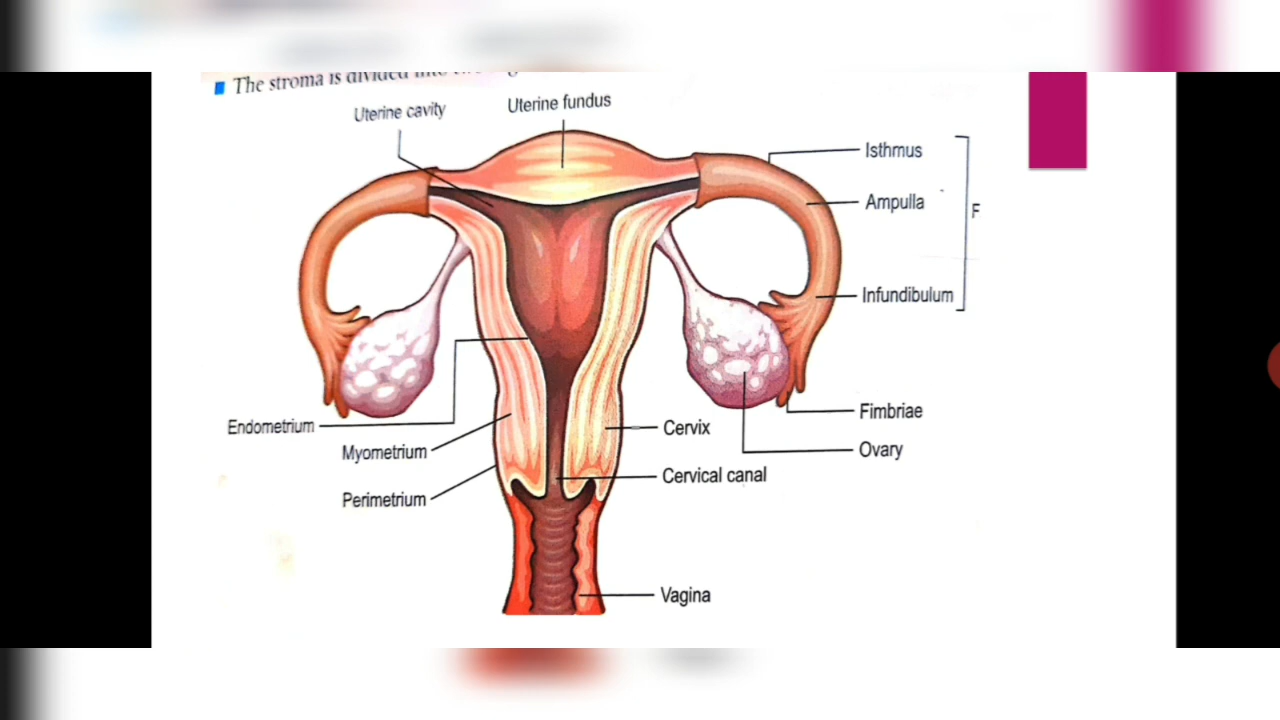 The stroma is divided into
Uterine cavity
Uterine fundus
Isthmus
Ampulla
F
Infundibulum
Fimbriae
Ovary
Endometrium
Myometrium
Perimetrium
Cervix
Cervical canal
Vagina